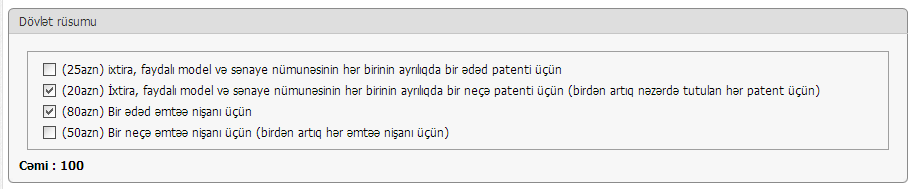 Dövlət rüsumu
(25azn) ixtira, faydalı model və sənaye nümunəsinin hər birinin ayrılıqda bir ədəd patenti üçün
(20azn) İxtira, faydalı model və sənaye nümunəsinin hər birinin ayrılıqda bir neçə patenti üçün (birdən artıq nəzərdə tutulan hər patent üçün)
(80azn) Bir ədəd əmtəə nişanı üçün
(50azn) Bir neçə əmtəə nişanı üçün (birdən artıq hər əmtəə nişanı üçün)
Cəmi : 100